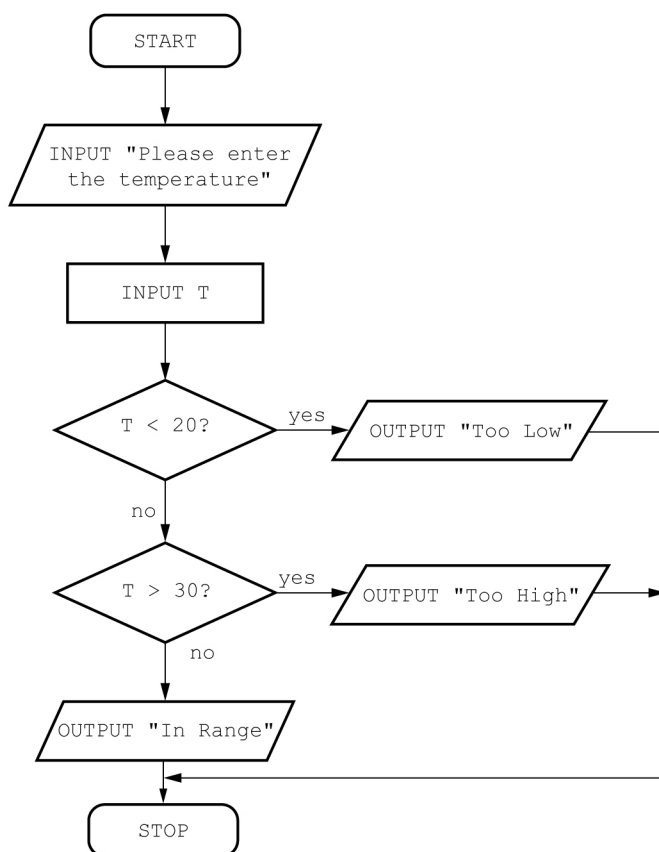 START
INPUT "Please enter
the temperature"
INPUT T
T < 20?
yes
OUTPUT "Too Low"
no
T > 30?
yes
OUTPUT "Too High"
no
OUTPUT "In Range"
STOP